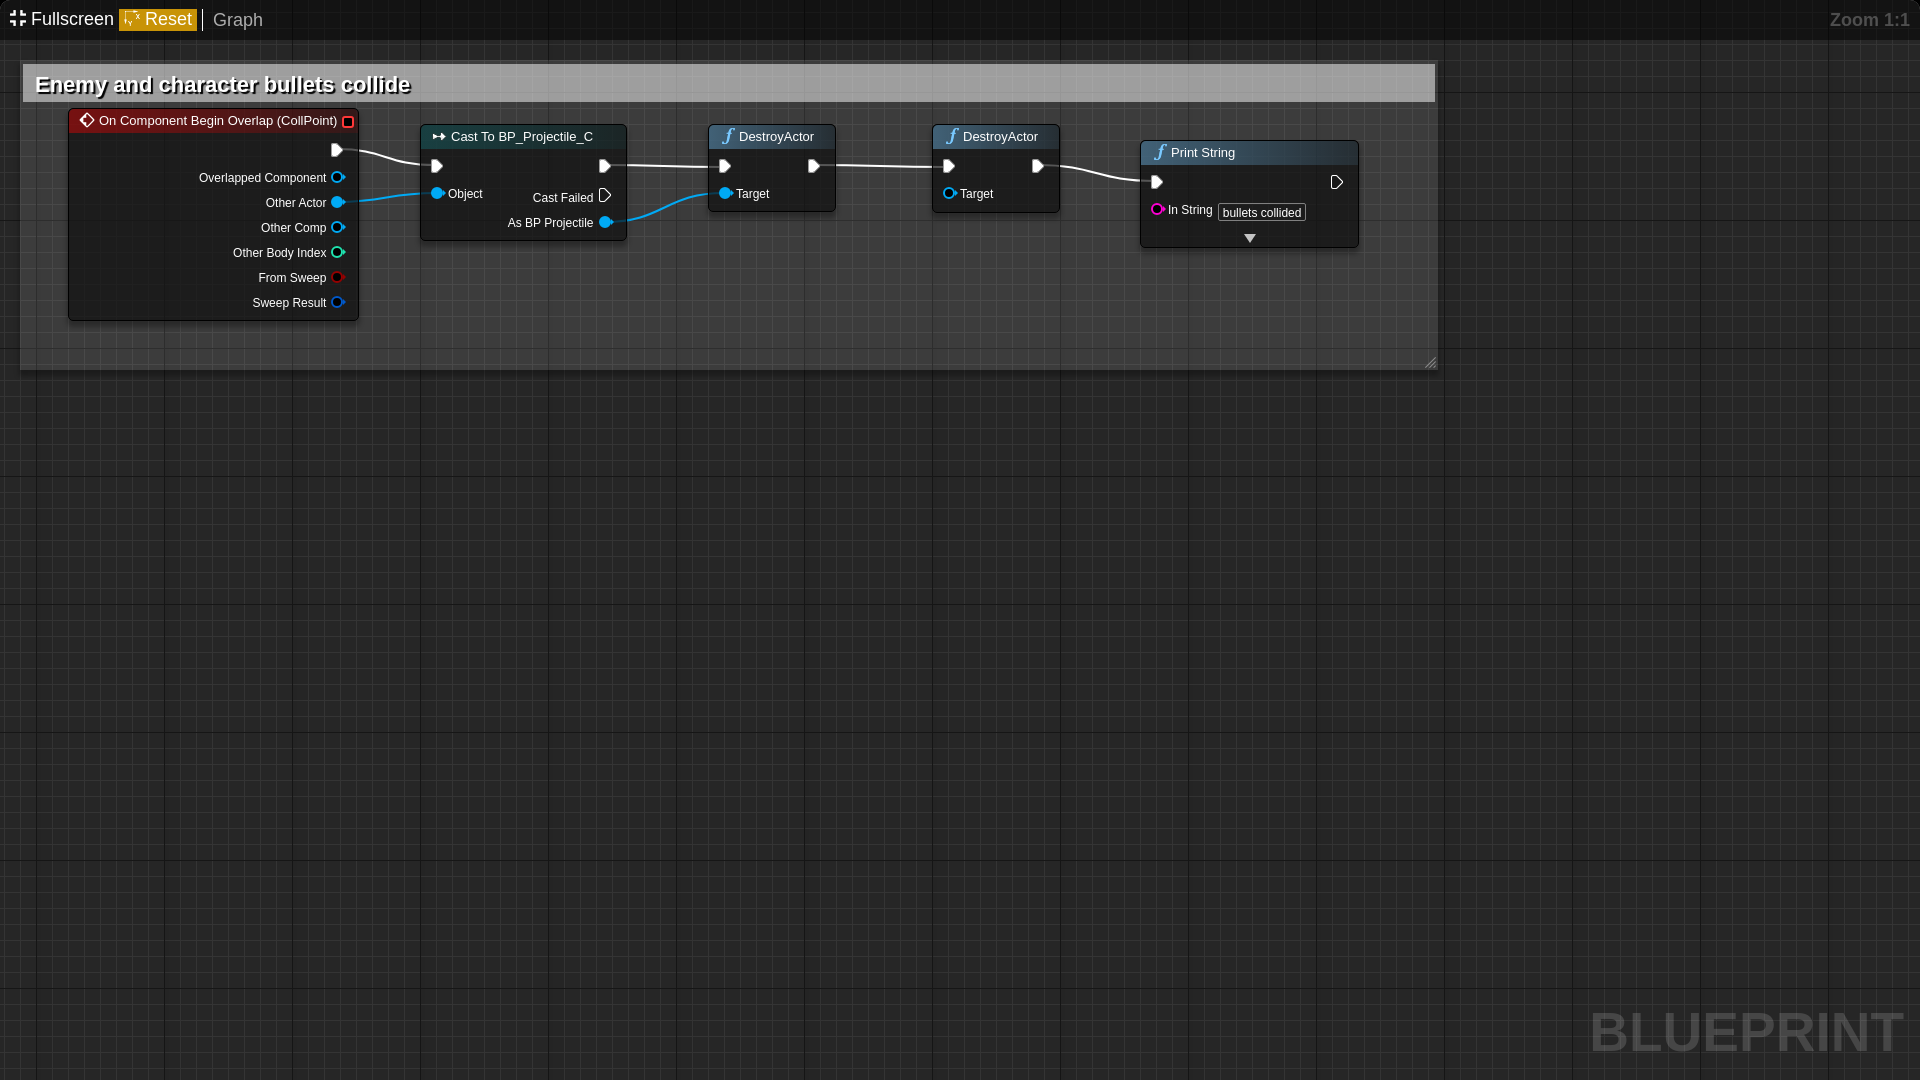 Fullscreen Reset Graph Zoom 1:1
Enemy and character bullets collide
On Component Begin Overlap (CollPoint)
Overlapped Component
Other Actor
Other Comp
Other Body Index
From Sweep
Sweep Result
Cast To BP_Projectile_C
Object
Cast Failed
As BP Projectile
DestroyActor
Target
DestroyActor
Target
Print String
In String bullets collided
BLUEPRINT